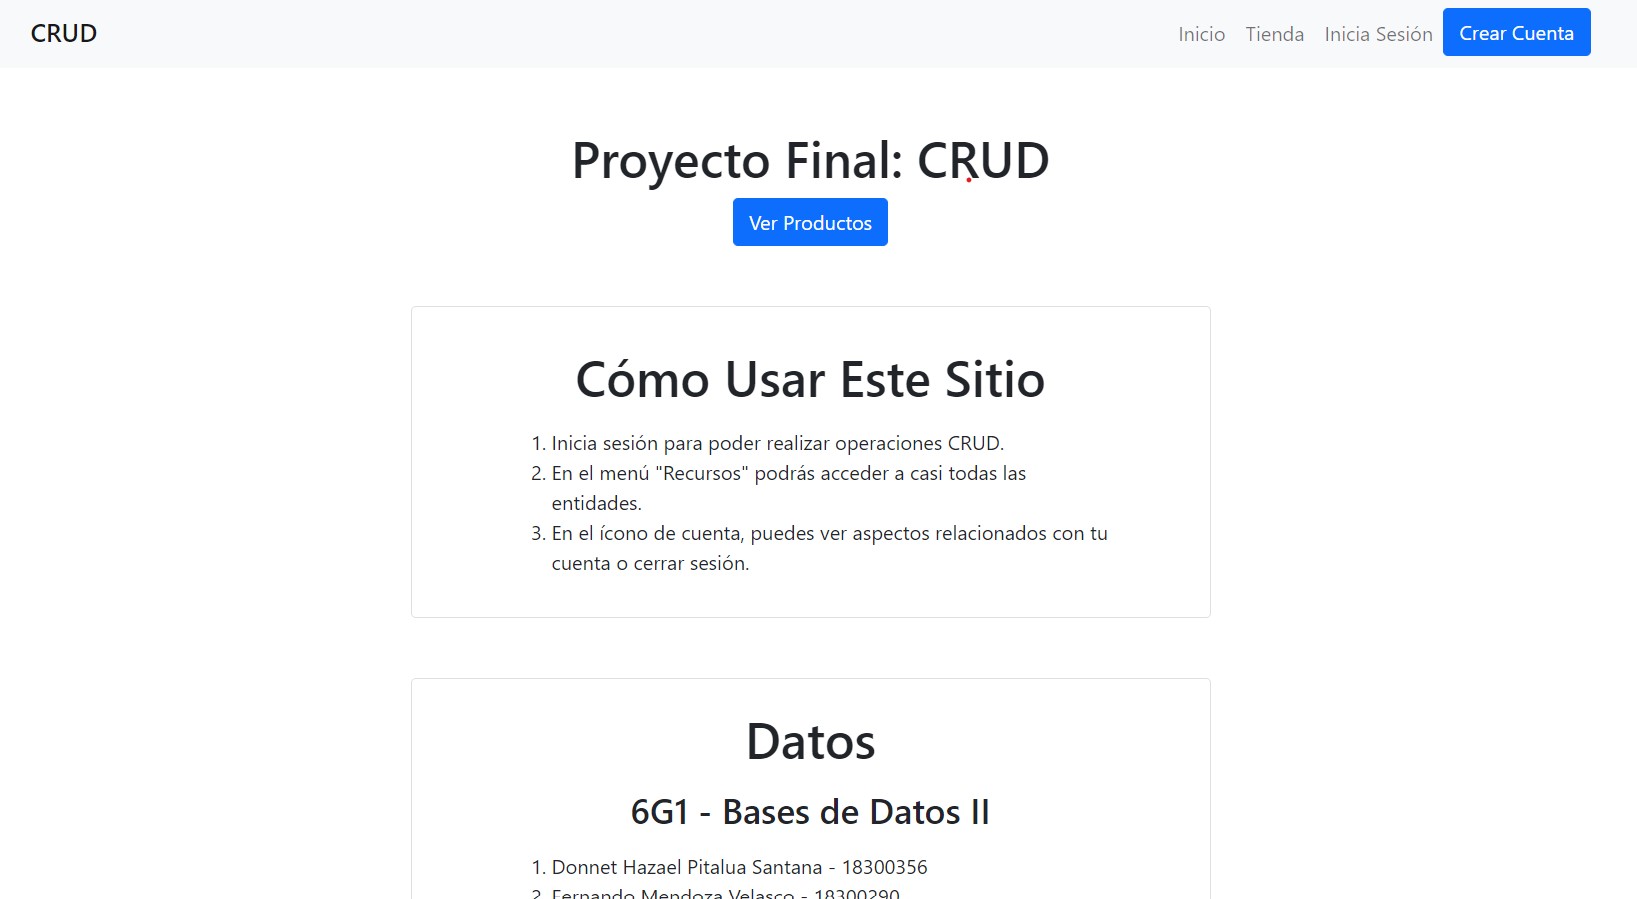 CRUD
Inicio
Tienda
Inicia Sesión
Crear Cuenta
Proyecto Final: CRUD
Ver Productos
Cómo Usar Este Sitio
1. Inicia sesión para poder realizar operaciones CRUD.
2. En el menú "Recursos" podrás acceder a casi todas las
entidades.
3. En el ícono de cuenta, puedes ver aspectos relacionados con tu
cuenta o cerrar sesión.
Datos
6G1 - Bases de Datos II
1. Donnet Hazael Pitalua Santana - 18300356
2. Fernando Mendoza Velasco - 18300290